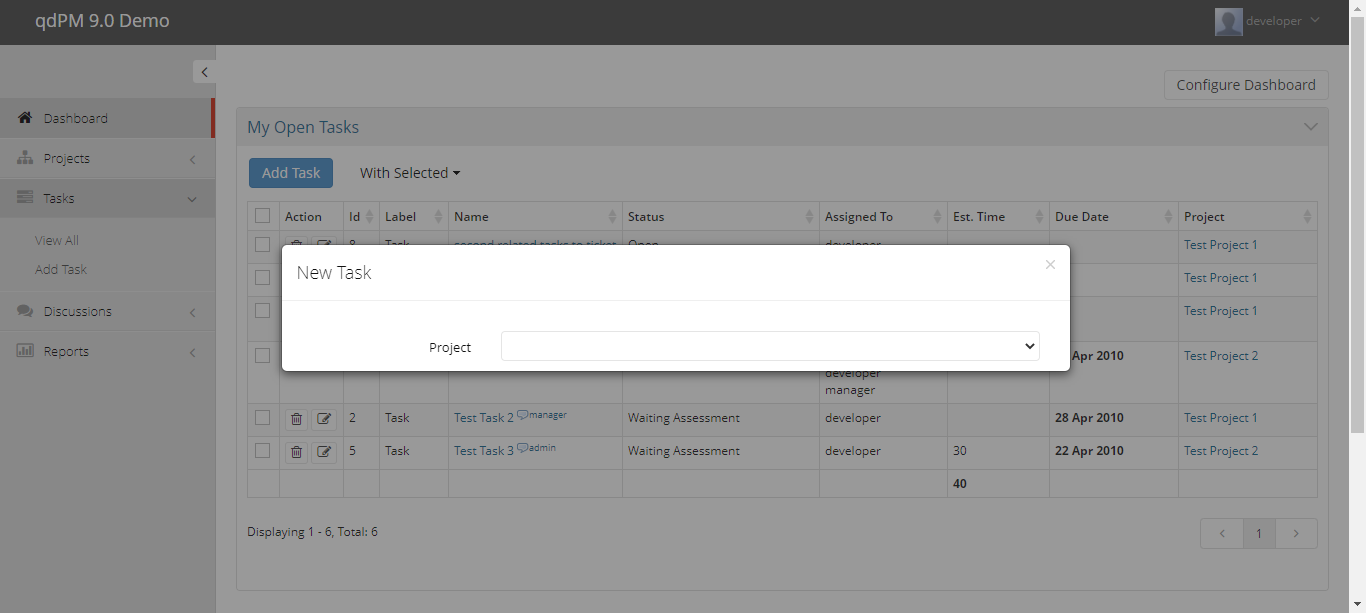 qdPM 9.0 Demo
developer
Configure Dashboard
Dashboard
Projects
Tasks
View All
Add Task
Discussions
Reports
My Open Tasks
Add Task With Selected
Action Id Label Name Status Assigned To Est. Time Due Date Project
8 Task second related tasks to ticket Open developer Test Project 1
Test Project 1
Test Project 1
Apr 2010 Test Project 2
developer
manager
New Task ×
Project
2 Task Test Task 2 manager Waiting Assessment developer 28 Apr 2010 Test Project 1
5 Task Test Task 3 admin Waiting Assessment developer 30 22 Apr 2010 Test Project 2
40
Displaying 1 - 6, Total: 6
1